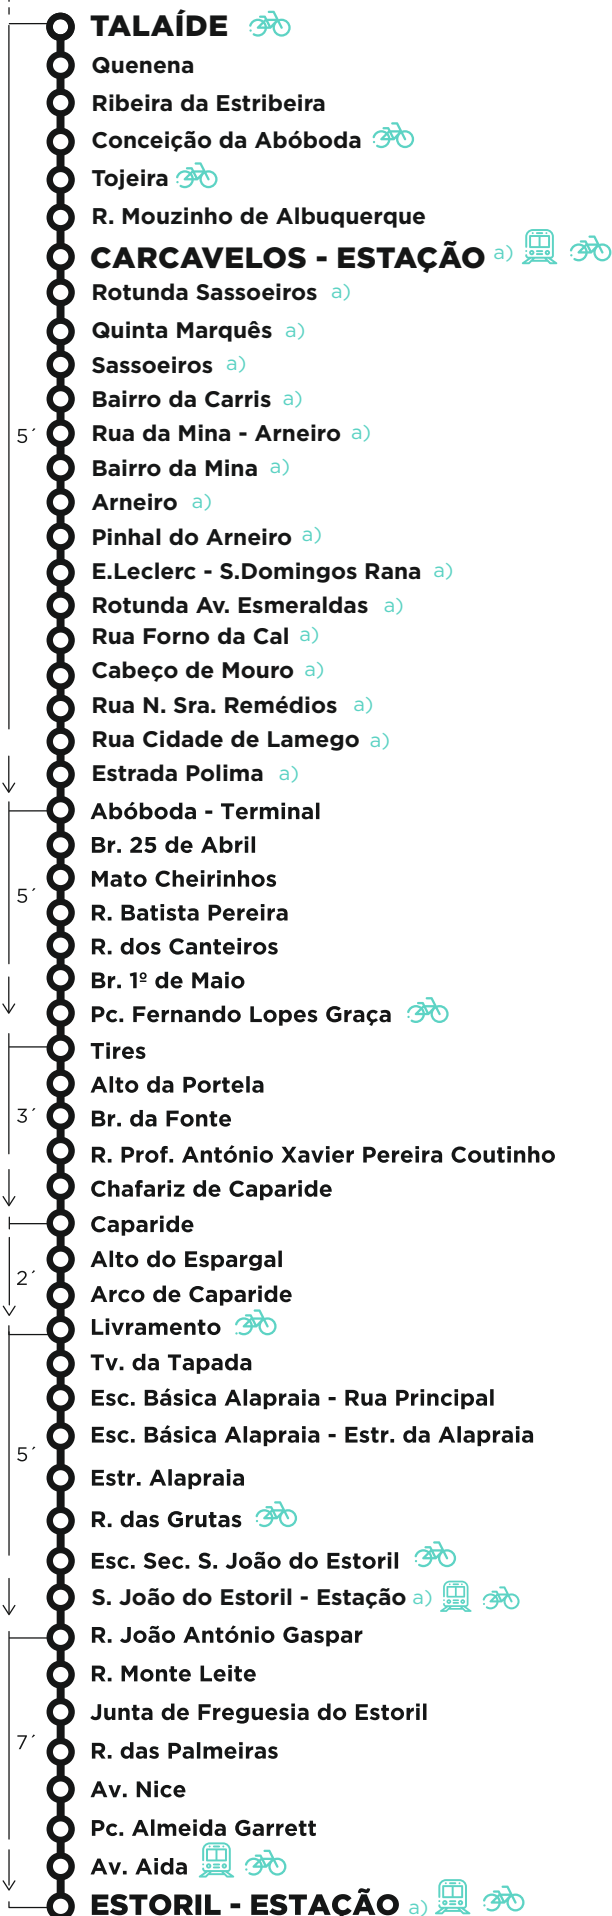 TALAÍDE
Quenena
Ribeira da Estribeira
Conceição da Abóboda
Tojeira
R. Mouzinho de Albuquerque
CARCAVELOS - ESTAÇÃO a)
Rotunda Sassoeiros a)
Quinta Marquês a)
Sassoeiros a)
Bairro da Carris a)
5´ Rua da Mina - Arneiro a)
Bairro da Mina a)
Arneiro a)
Pinhal do Arneiro a)
E.Leclerc - S.Domingos Rana a)
Rotunda Av. Esmeraldas a)
Rua Forno da Cal a)
Cabeço de Mouro a)
Rua N. Sra. Remédios a)
Rua Cidade de Lamego a)
Estrada Polima a)
Abóboda - Terminal
Br. 25 de Abril
Mato Cheirinhos
5´
R. Batista Pereira
R. dos Canteiros
Br. 1º de Maio
Pc. Fernando Lopes Graça
Tires
Alto da Portela
3´ Br. da Fonte
R. Prof. António Xavier Pereira Coutinho
Chafariz de Caparide
Caparide
Alto do Espargal
2´
Arco de Caparide
Livramento
Tv. da Tapada
Esc. Básica Alapraia - Rua Principal
Esc. Básica Alapraia - Estr. da Alapraia
5´
Estr. Alapraia
R. das Grutas
Esc. Sec. S. João do Estoril
S. João do Estoril - Estação a)
R. João António Gaspar
R. Monte Leite
Junta de Freguesia do Estoril
7´ R. das Palmeiras
Av. Nice
Pc. Almeida Garrett
Av. Aida
ESTORIL - ESTAÇÃO a)